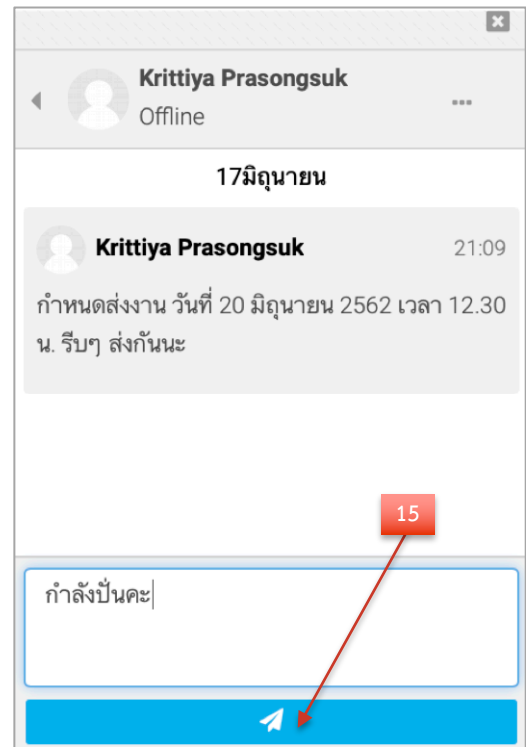 Krittiya Prasongsuk
Offline
17มิถุนายน
Krittiya Prasongsuk 21:09
กำหนดส่งงาน วันที่ 20 มิถุนายน 2562 เวลา 12.30
น. รีบๆ ส่งกันนะ
15
กำลังปั่นคะ